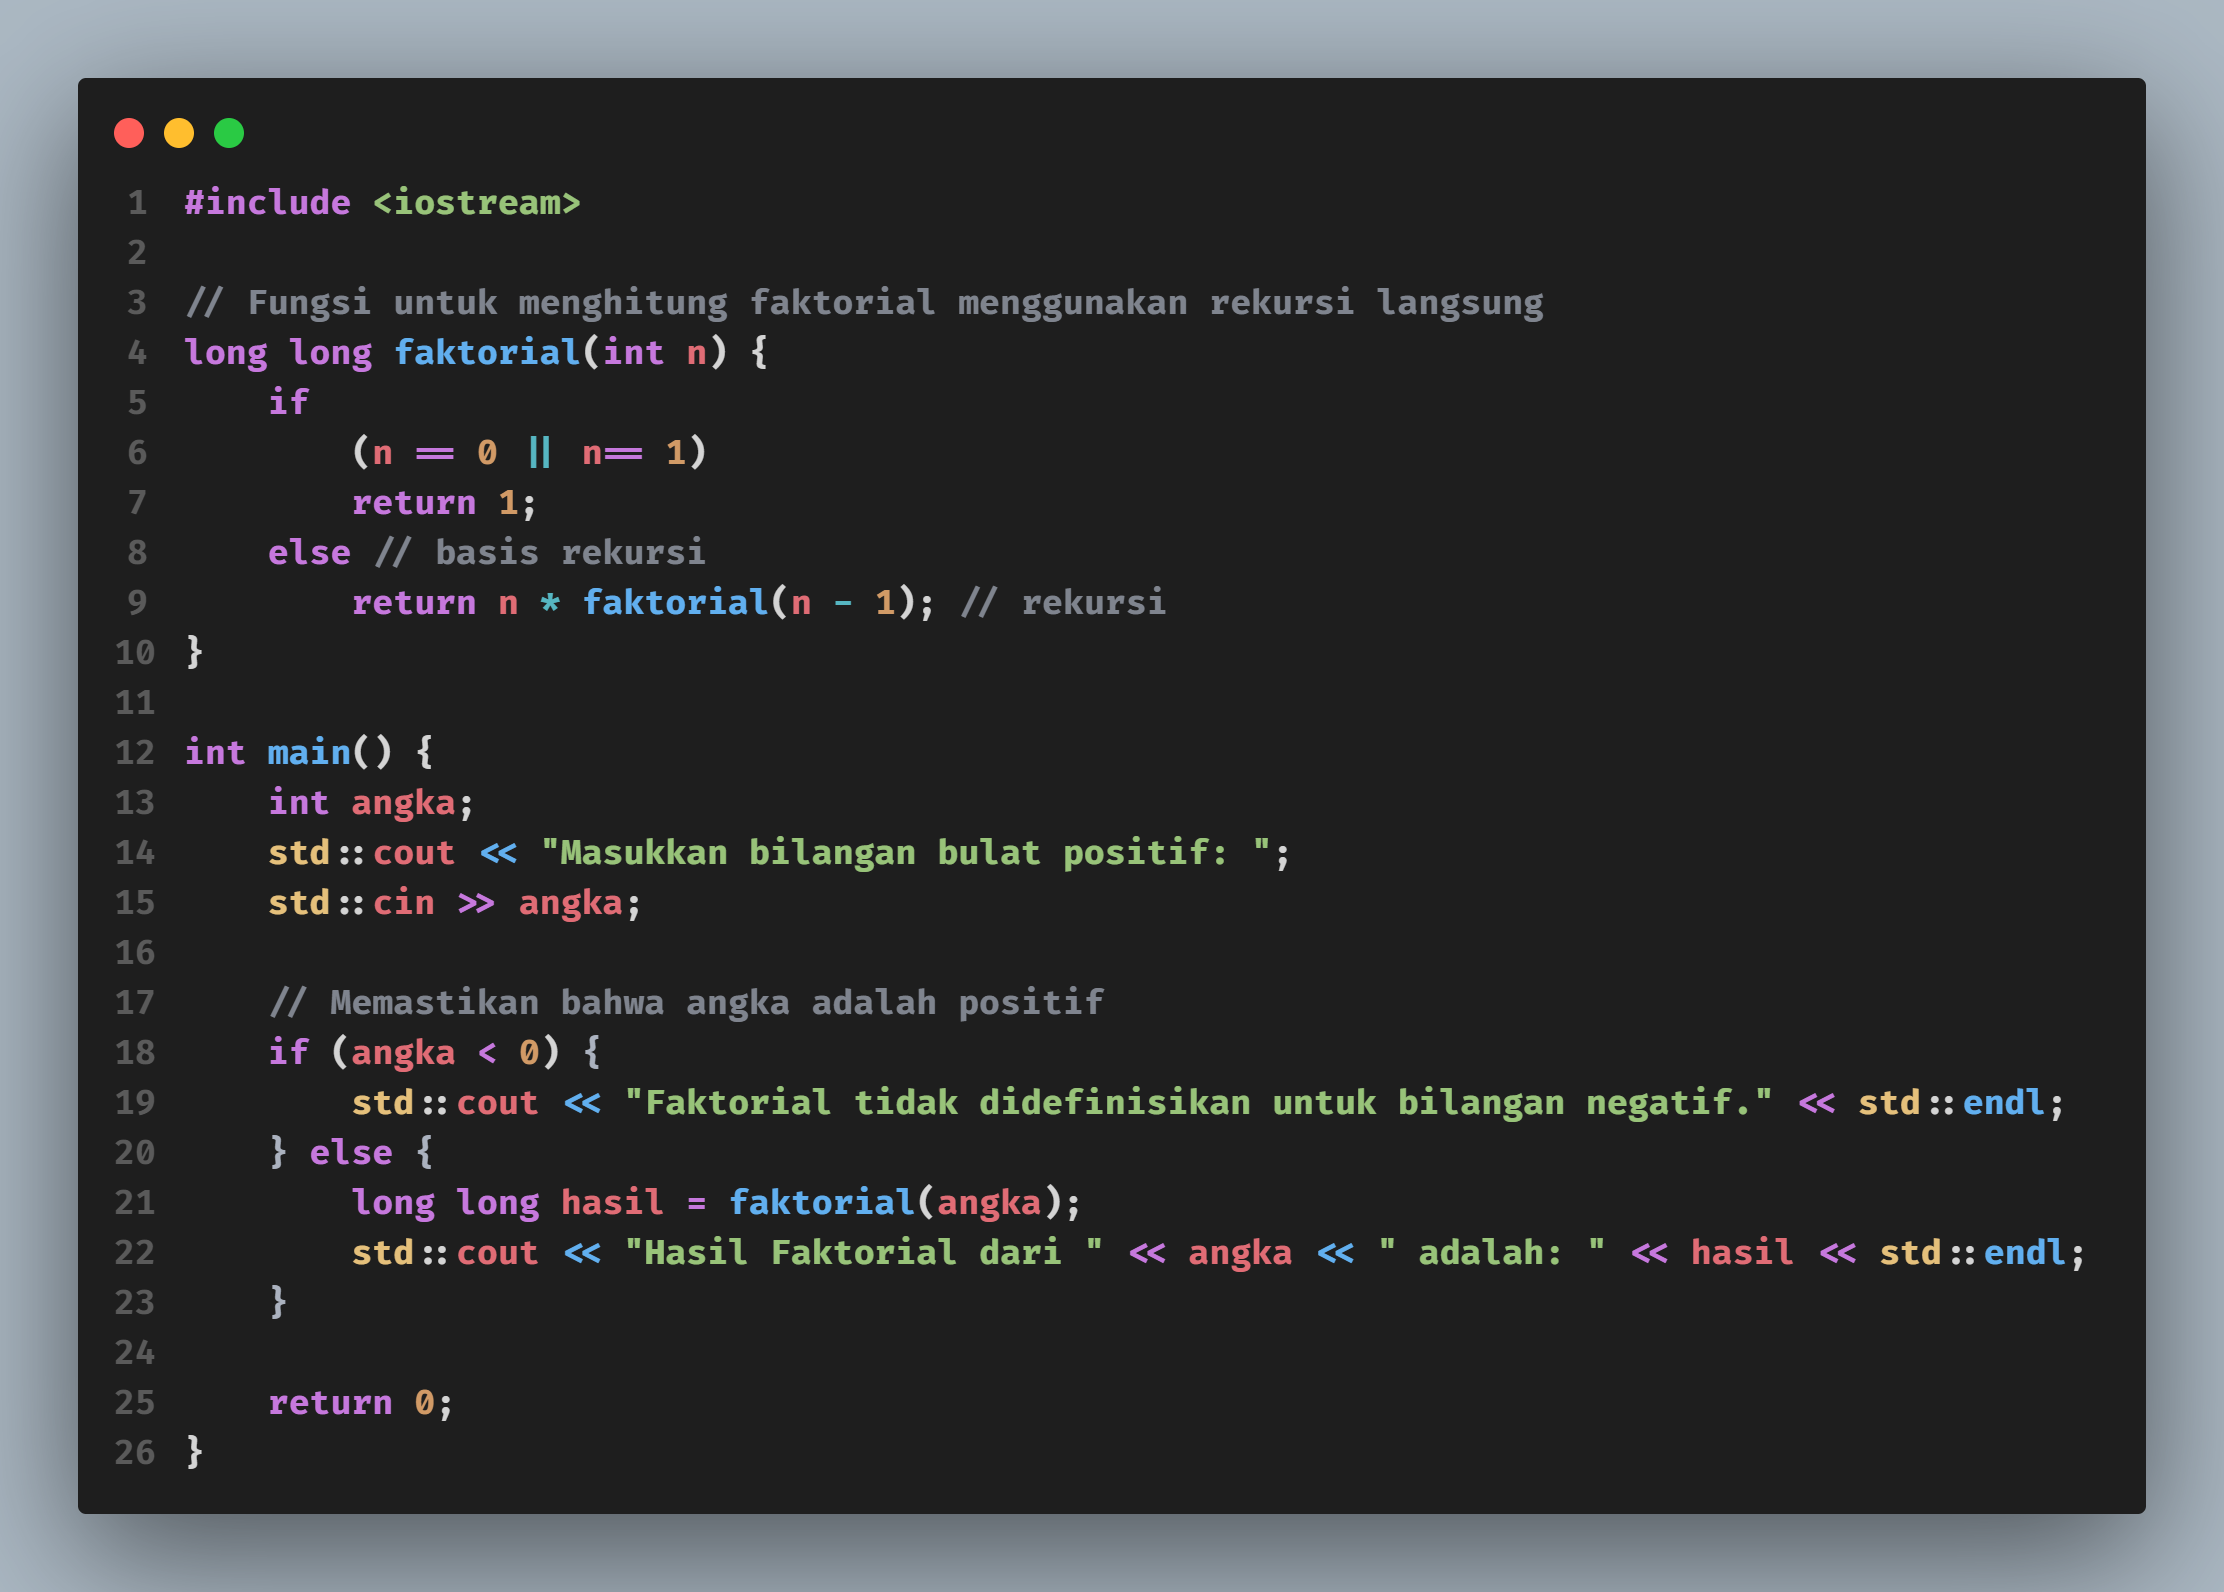 1 #include <iostream>
2
3 // Fungsi untuk menghitung faktorial menggunakan rekursi langsung
4 long long faktorial(int n) {
5     if
6         (n == 0 || n== 1)
7         return 1;
8     else // basis rekursi
9         return n * faktorial(n - 1); // rekursi
10 }
11
12 int main() {
13     int angka;
14     std::cout << "Masukkan bilangan bulat positif: ";
15     std::cin >> angka;
16
17     // Memastikan bahwa angka adalah positif
18     if (angka < 0) {
19         std::cout << "Faktorial tidak didefinisikan untuk bilangan negatif." << std::endl;
20     } else {
21         long long hasil = faktorial(angka);
22         std::cout << "Hasil Faktorial dari " << angka << " adalah: " << hasil << std::endl;
23     }
24
25     return 0;
26 }